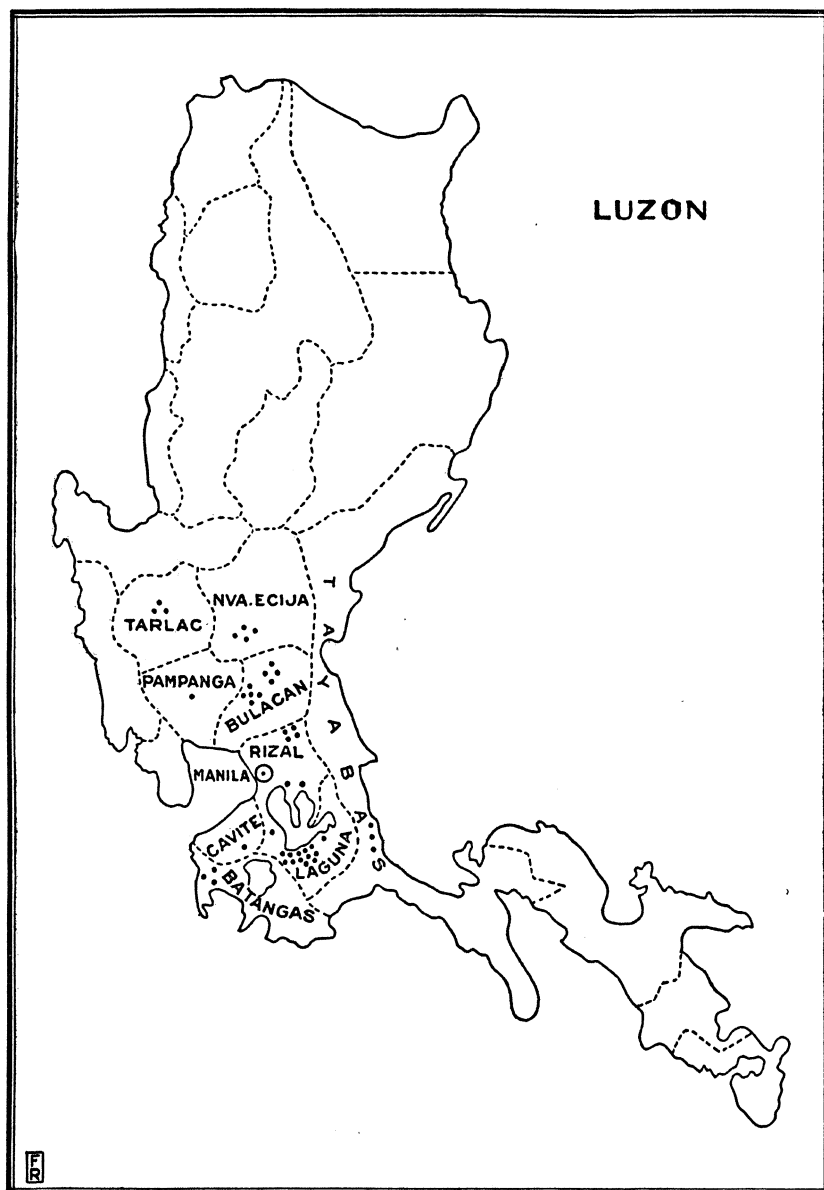 LUZON
NVA. ECIJA
TARLAC
PAMPANGA
BULACAN
TAYABAS
RIZAL
MANILA
CAVITE
LAGUNA
BATANGAS
FR